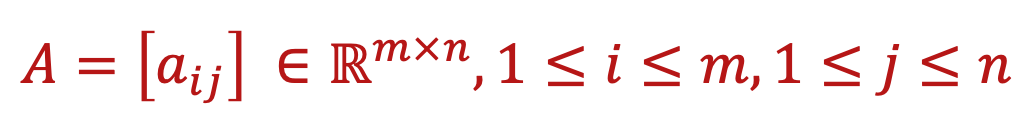 A = [a_{ij}] ∈ ℝ^{m×n}, 1 ≤ i ≤ m, 1 ≤ j ≤ n